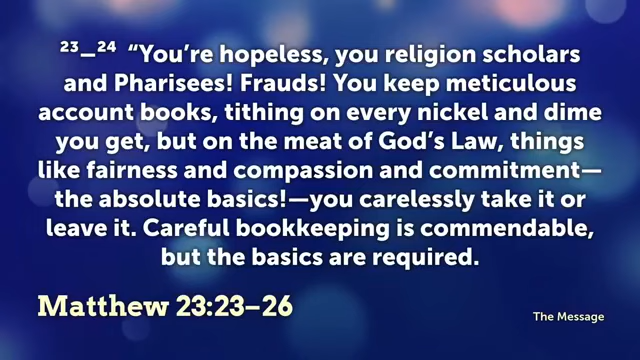 ²³–²⁴ “You’re hopeless, you religion scholars
and Pharisees! Frauds! You keep meticulous
account books, tithing on every nickel and dime
you get, but on the meat of God’s Law, things
like fairness and compassion and commitment—
the absolute basics!—you carelessly take it or
leave it. Careful bookkeeping is commendable,
but the basics are required.
Matthew 23:23–26
The Message